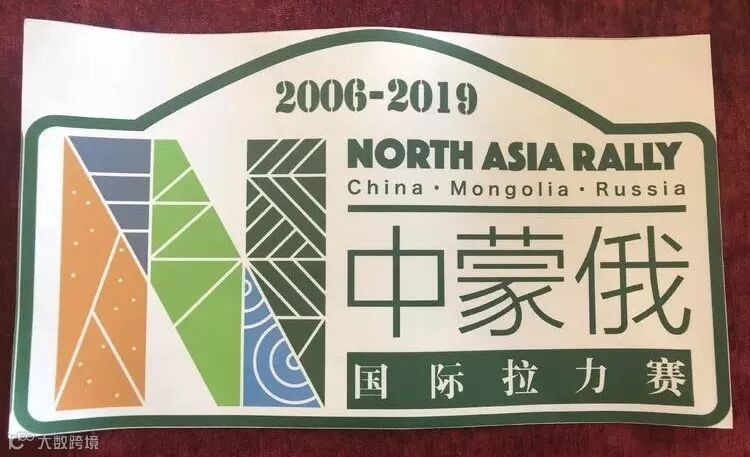 2006-2019
NORTH ASIA RALLY
China · Mongolia · Russia
中蒙俄
国际拉力赛
大数跨境